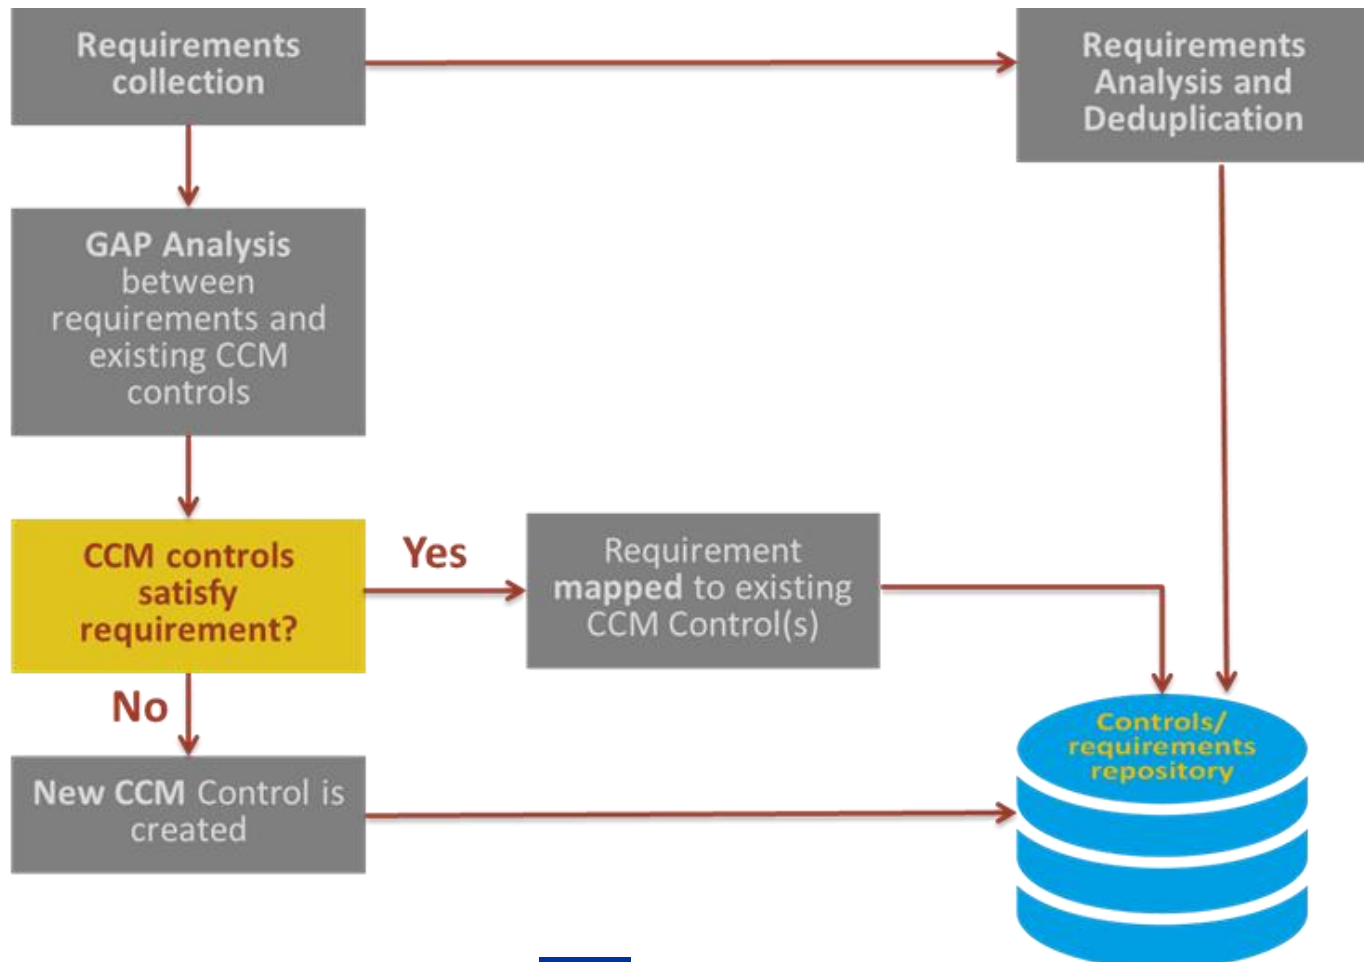 Requirements
collection
Requirements
Analysis and
Deduplication
GAP Analysis
between
requirements and
existing CCM
controls
CCM controls
satisfy
requirement?
Yes
Requirement
mapped to existing
CCM Control(s)
No
New CCM Control is
created
Controls/
requirements
repository